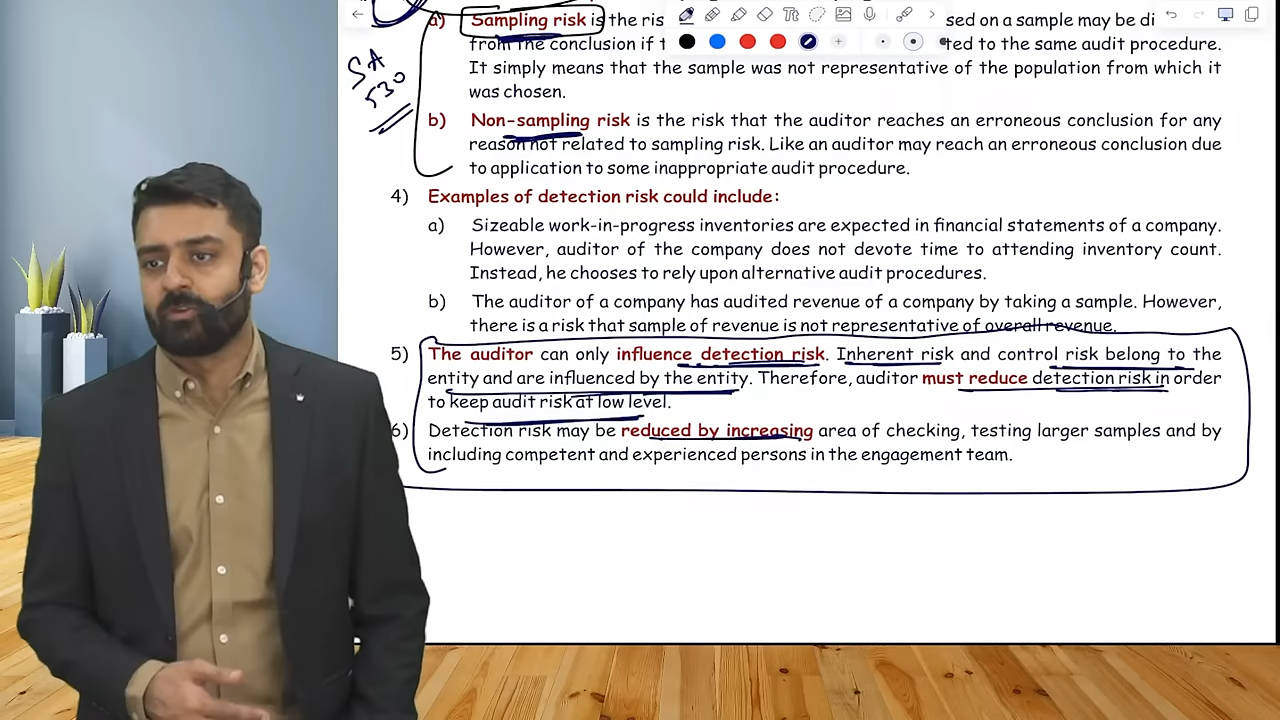 a) Sampling risk is the ris sed on a sample may be di
from the conclusion if t ted to the same audit procedure.
It simply means that the sample was not representative of the population from which it
was chosen.
SA
530
b) Non-sampling risk is the risk that the auditor reaches an erroneous conclusion for any
reason not related to sampling risk. Like an auditor may reach an erroneous conclusion due
to application to some inappropriate audit procedure.
4) Examples of detection risk could include:
a) Sizeable work-in-progress inventories are expected in financial statements of a company.
However, auditor of the company does not devote time to attending inventory count.
Instead, he chooses to rely upon alternative audit procedures.
b) The auditor of a company has audited revenue of a company by taking a sample. However,
there is a risk that sample of revenue is not representative of overall revenue.
5) The auditor can only influence detection risk. Inherent risk and control risk belong to the
entity and are influenced by the entity. Therefore, auditor must reduce detection risk in order
to keep audit risk at low level.
6) Detection risk may be reduced by increasing area of checking, testing larger samples and by
including competent and experienced persons in the engagement team.